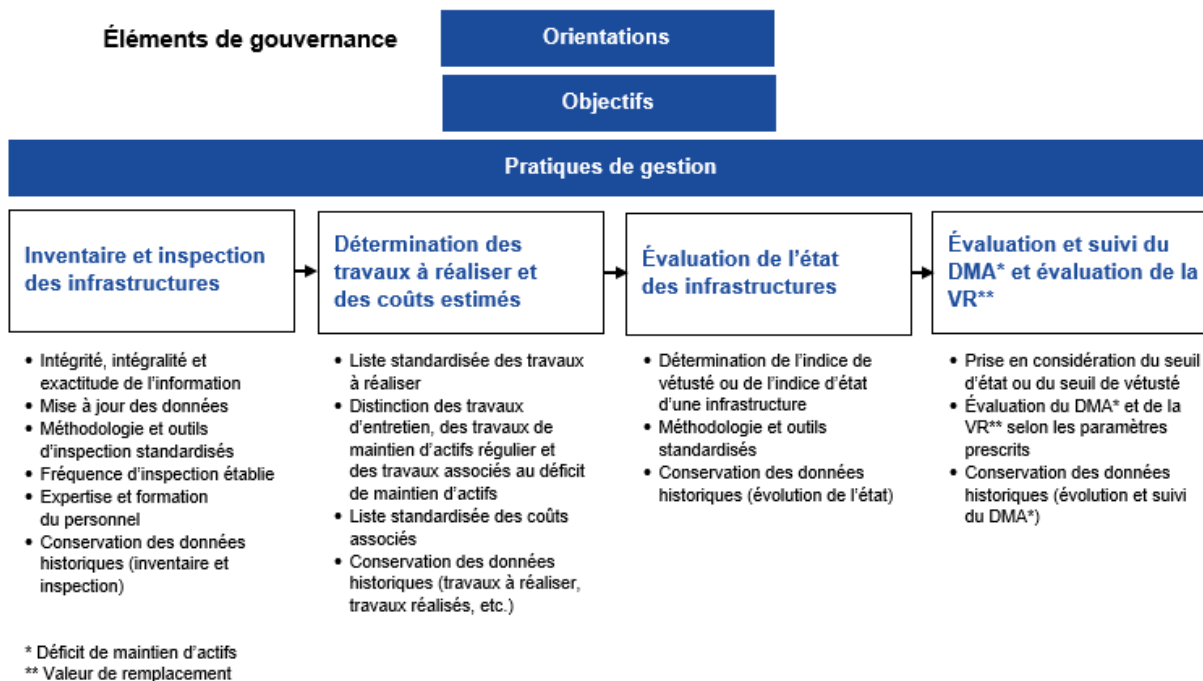 Éléments de gouvernance
Orientations
Objectifs
Pratiques de gestion
Inventaire et inspection
des infrastructures
• Intégrité, intégralité et
exactitude de l'information
• Mise à jour des données
• Méthodologie et outils
d'inspection standardisés
• Fréquence d'inspection établie
• Expertise et formation
du personnel
• Conservation des données
historiques (inventaire et
inspection)
Détermination des
travaux à réaliser et
des coûts estimés
• Liste standardisée des travaux
à réaliser
• Distinction des travaux
d'entretien, des travaux de
maintien d'actifs régulier et
des travaux associés au déficit
de maintien d'actifs
• Liste standardisée des coûts
associés
• Conservation des données
historiques (travaux à réaliser,
travaux réalisés, etc.)
Évaluation de l'état
des infrastructures
• Détermination de l'indice de
vétusté ou de l'indice d'état
d'une infrastructure
• Méthodologie et outils
standardisés
• Conservation des données
historiques (évolution de l'état)
Évaluation et suivi du
DMA* et évaluation de la
VR**
• Prise en considération du seuil
d'état ou du seuil de vétusté
• Évaluation du DMA* et de la
VR** selon les paramètres
prescrits
• Conservation des données
historiques (évolution et suivi
du DMA*)
* Déficit de maintien d'actifs
** Valeur de remplacement